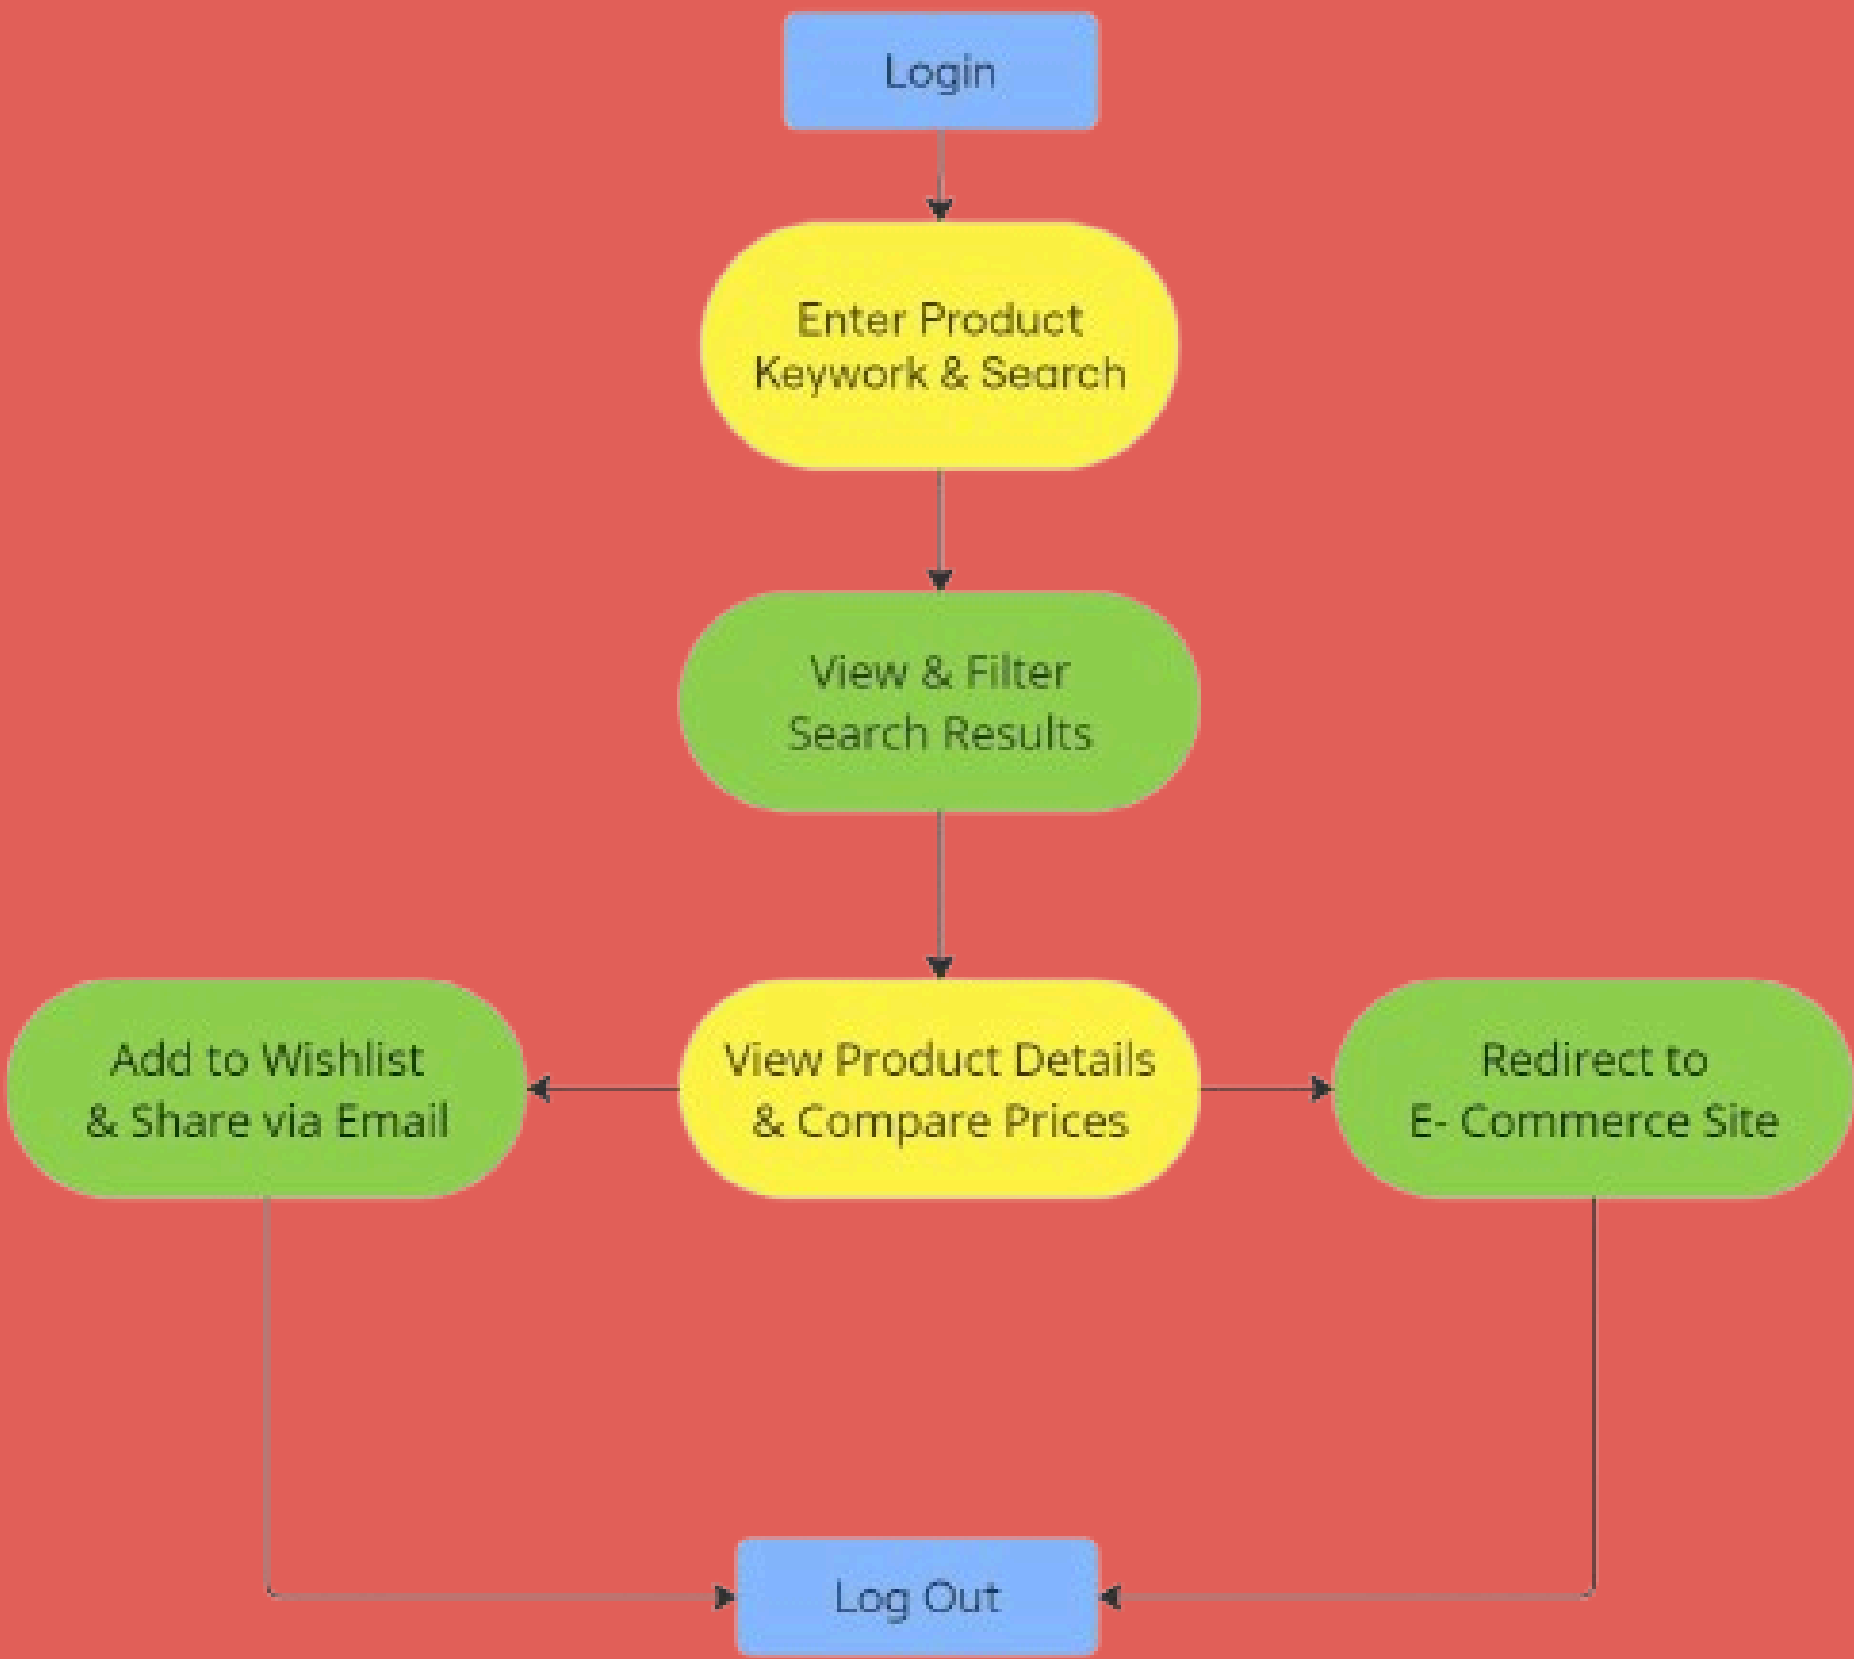 Login
Enter Product
Keywork & Search
View & Filter
Search Results
Add to Wishlist
& Share via Email
View Product Details
& Compare Prices
Redirect to
E- Commerce Site
Log Out